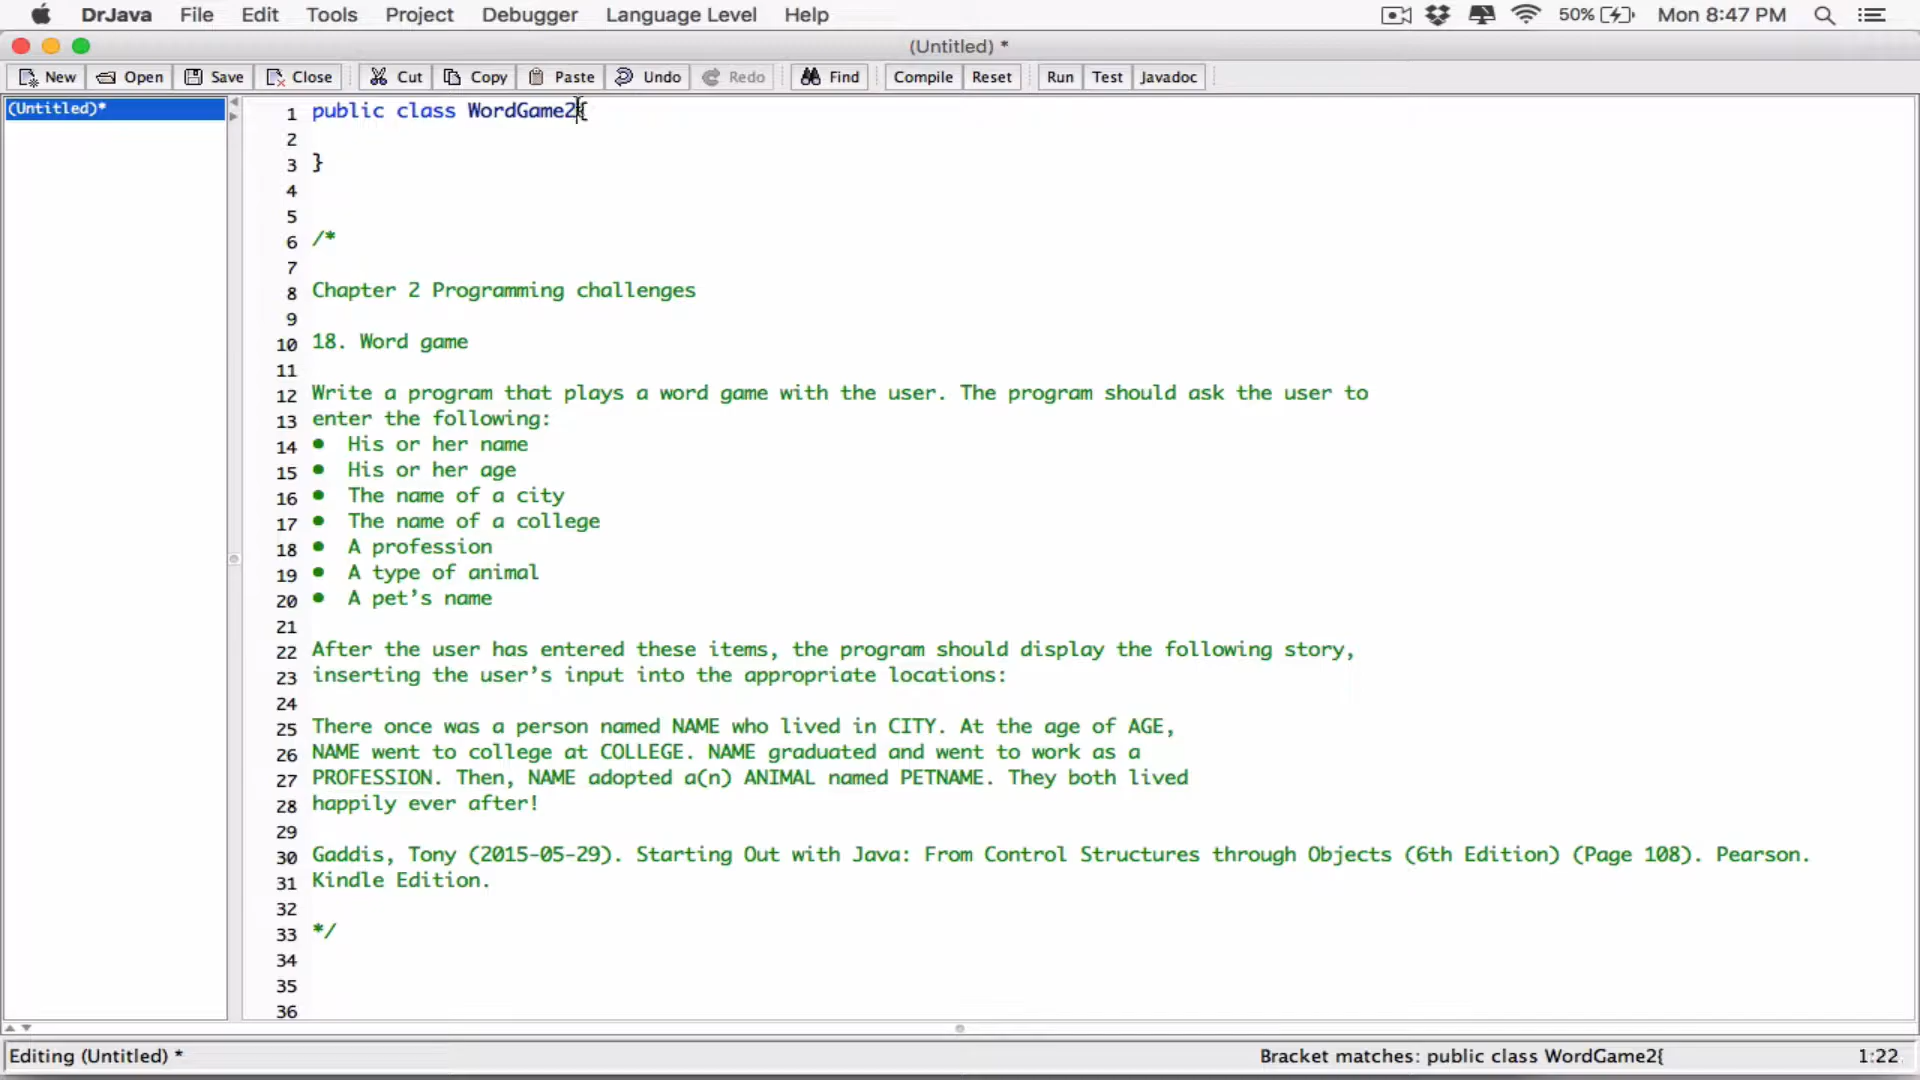 DrJava File Edit Tools Project Debugger Language Level Help 50% Mon 8:47 PM
(Untitled) *
New Open Save Close Cut Copy Paste Undo Redo Find Compile Reset Run Test Javadoc
(Untitled)*
1 public class WordGame2{
2
3 }
4
5
6 /*
7
8 Chapter 2 Programming challenges
9
10 18. Word game
11
12 Write a program that plays a word game with the user. The program should ask the user to
13 enter the following:
14 • His or her name
15 • His or her age
16 • The name of a city
17 • The name of a college
18 • A profession
19 • A type of animal
20 • A pet’s name
21
22 After the user has entered these items, the program should display the following story,
23 inserting the user’s input into the appropriate locations:
24
25 There once was a person named NAME who lived in CITY. At the age of AGE,
26 NAME went to college at COLLEGE. NAME graduated and went to work as a
27 PROFESSION. Then, NAME adopted a(n) ANIMAL named PETNAME. They both lived
28 happily ever after!
29
30 Gaddis, Tony (2015-05-29). Starting Out with Java: From Control Structures through Objects (6th Edition) (Page 108). Pearson.
31 Kindle Edition.
32
33 */
34
35
36
Editing (Untitled) * Bracket matches: public class WordGame2{ 1:22